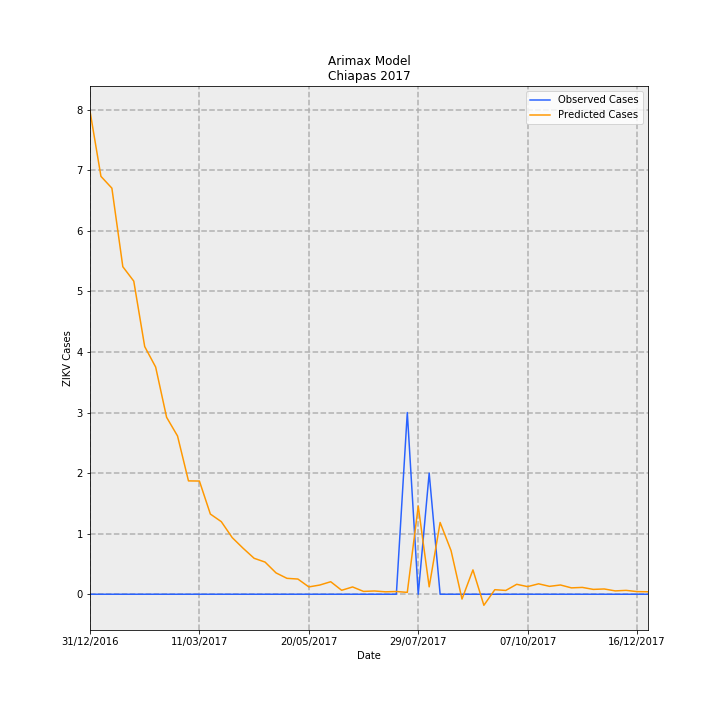 Arimax Model
Chiapas 2017
Observed Cases
Predicted Cases
8
7
6
5
4
3
2
1
0
ZIKV Cases
31/12/2016
11/03/2017
20/05/2017
29/07/2017
07/10/2017
16/12/2017
Date